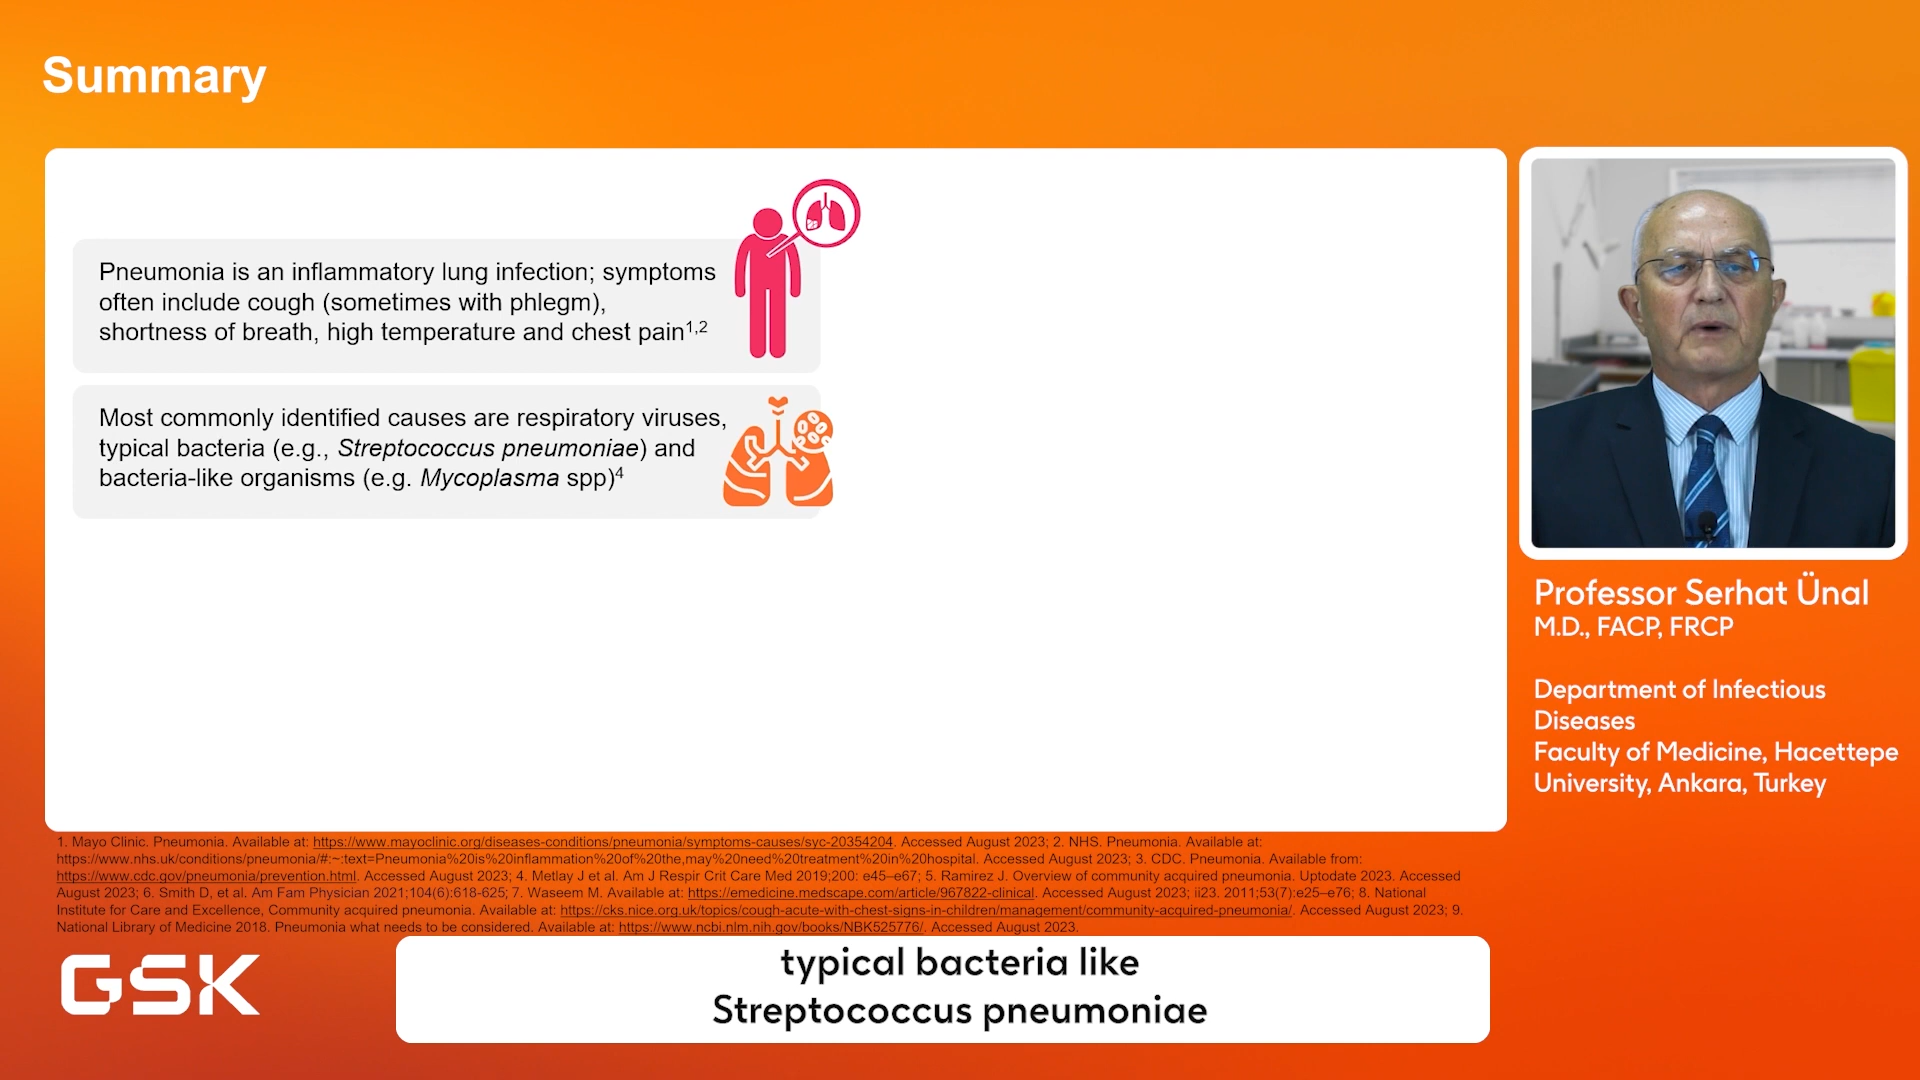 Summary
Pneumonia is an inflammatory lung infection; symptoms
often include cough (sometimes with phlegm),
shortness of breath, high temperature and chest pain1,2
Most commonly identified causes are respiratory viruses,
typical bacteria (e.g., Streptococcus pneumoniae) and
bacteria-like organisms (e.g. Mycoplasma spp)4
Professor Serhat Ünal
M.D., FACP, FRCP
Department of Infectious
Diseases
Faculty of Medicine, Hacettepe
University, Ankara, Turkey
1. Mayo Clinic. Pneumonia. Available at: https://www.mayoclinic.org/diseases-conditions/pneumonia/symptoms-causes/syc-20354204. Accessed August 2023; 2. NHS. Pneumonia. Available at:
https://www.nhs.uk/conditions/pneumonia/#:~:text=Pneumonia%20is%20inflammation%20of%20the,may%20need%20treatment%20in%20hospital. Accessed August 2023; 3. CDC. Pneumonia. Available from:
https://www.cdc.gov/pneumonia/prevention.html. Accessed August 2023; 4. Metlay J et al. Am J Respir Crit Care Med 2019;200: e45–e67; 5. Ramirez J. Overview of community acquired pneumonia. Uptodate 2023. Accessed
August 2023; 6. Smith D, et al. Am Fam Physician 2021;104(6):618-625; 7. Waseem M. Available at: https://emedicine.medscape.com/article/967822-clinical. Accessed August 2023; ii23. 2011;53(7):e25–e76; 8. National
Institute for Care and Excellence, Community acquired pneumonia. Available at: https://cks.nice.org.uk/topics/cough-acute-with-chest-signs-in-children/management/community-acquired-pneumonia/. Accessed August 2023; 9.
National Library of Medicine 2018. Pneumonia what needs to be considered. Available at: https://www.ncbi.nlm.nih.gov/books/NBK525776/. Accessed August 2023.
GSK
typical bacteria like
Streptococcus pneumoniae